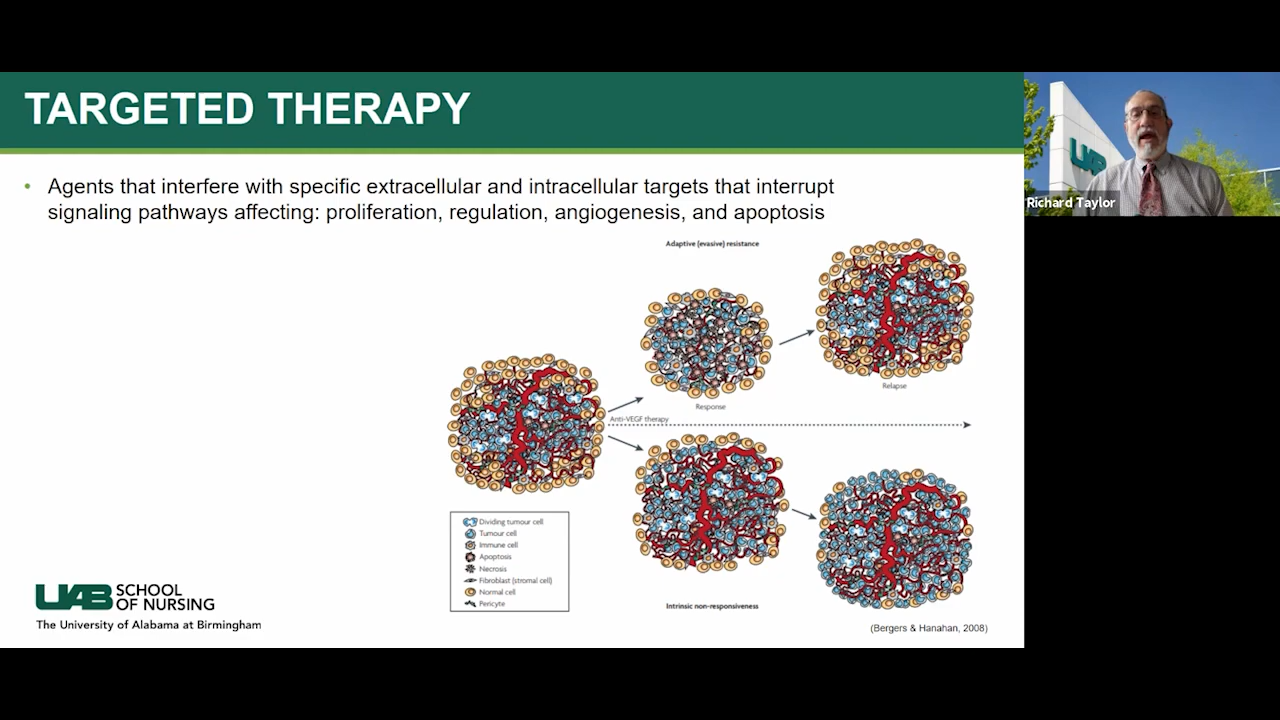 TARGETED THERAPY
• Agents that interfere with specific extracellular and intracellular targets that interrupt
signaling pathways affecting: proliferation, regulation, angiogenesis, and apoptosis
Adaptive (evasive) resistance
Response
Relapse
Anti-VEGF therapy
Dividing tumour cell
Tumour cell
Immune cell
Apoptosis
Necrosis
Fibroblast (stromal cell)
Normal cell
Pericyte
Intrinsic non-responsiveness
(Bergers & Hanahan, 2008)
UAB SCHOOL
OF NURSING
The University of Alabama at Birmingham
UAB
Richard Taylor